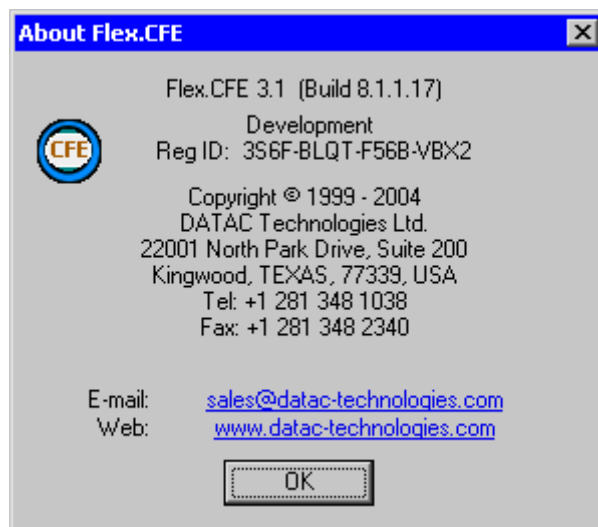 About Flex.CFE
Flex.CFE 3.1 (Build 8.1.1.17)
Development
CFE
Reg ID: 3S6F-BLQT-F56B-VBX2
Copyright © 1999 - 2004
DATAC Technologies Ltd.
22001 North Park Drive, Suite 200
Kingwood, TEXAS, 77339, USA
Tel: +1 281 348 1038
Fax: +1 281 348 2340
E-mail: sales@datac-technologies.com
Web: www.datac-technologies.com
OK